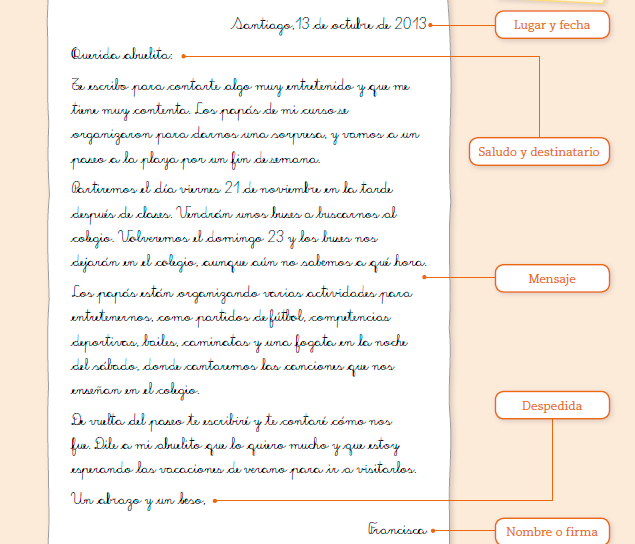 Santiago, 13 de octubre de 2013
Lugar y fecha
Querida abuelita:
Saludo y destinatario
Te escribo para contarte algo muy entretenido y que me
tiene muy contenta. Los papás de mi curso se
organizaron para darnos una sorpresa, y vamos a un
paseo a la playa por un fin de semana.
Partiremos el día viernes 21 de noviembre en la tarde
después de clases. Vendrán unos buses a buscarnos al
colegio. Volveremos el domingo 23 y los buses nos
dejarán en el colegio, aunque aún no sabemos a qué hora.
Mensaje
Los papás están organizando varias actividades para
entretenernos, como partidos de fútbol, competencias
deportivas, bailes, caminatas y una fogata en la noche
del sábado, donde cantaremos las canciones que nos
enseñan en el colegio.
De vuelta del paseo te escribiré y te contaré cómo nos
fue. Dile a mi abuelito que lo quiero mucho y que estoy
esperando las vacaciones de verano para ir a visitarlos.
Un abrazo y un beso,
Despedida
Francisca
Nombre o firma